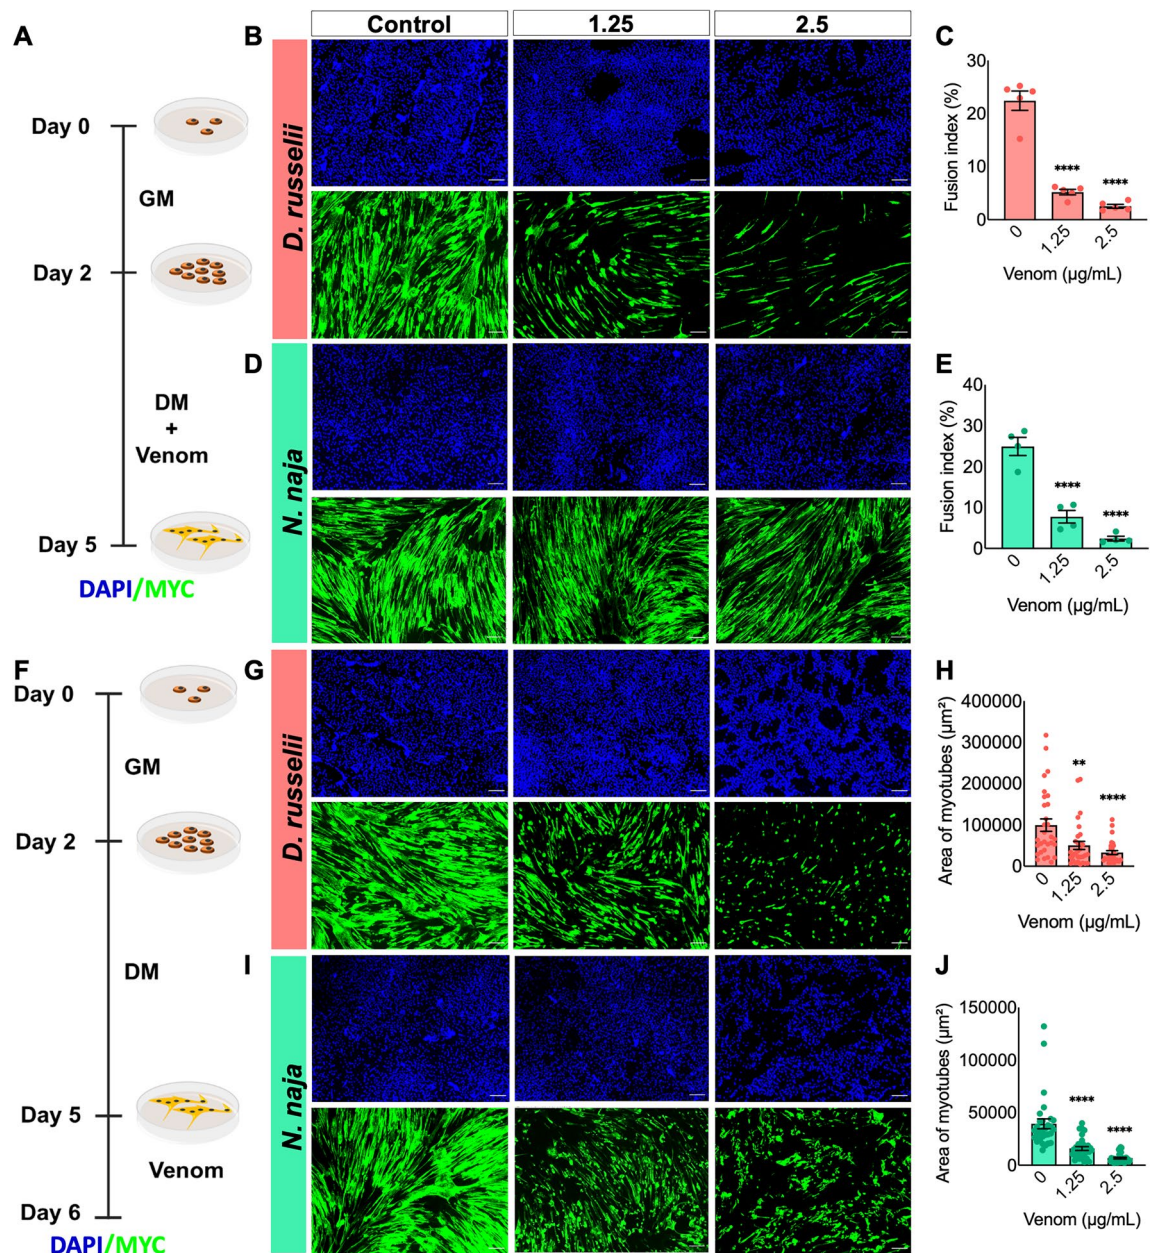 A
Day 0
GM
Day 2
DM
+
Venom
Day 5
DAPI/MYC
B
Control
1.25
2.5
D. russelii
C
Fusion index (%)
30
20
10
0
****
****
0
1.25
2.5
Venom (µg/mL)
D
N. naja
E
Fusion index (%)
40
30
20
10
0
****
****
0
1.25
2.5
Venom (µg/mL)
F
Day 0
GM
Day 2
DM
Day 5
Venom
Day 6
DAPI/MYC
G
D. russelii
H
Area of myotubes (µm²)
400000
300000
200000
100000
0
**
****
0
1.25
2.5
Venom (µg/mL)
I
N. naja
J
Area of myotubes (µm²)
150000
100000
50000
0
****
****
0
1.25
2.5
Venom (µg/mL)